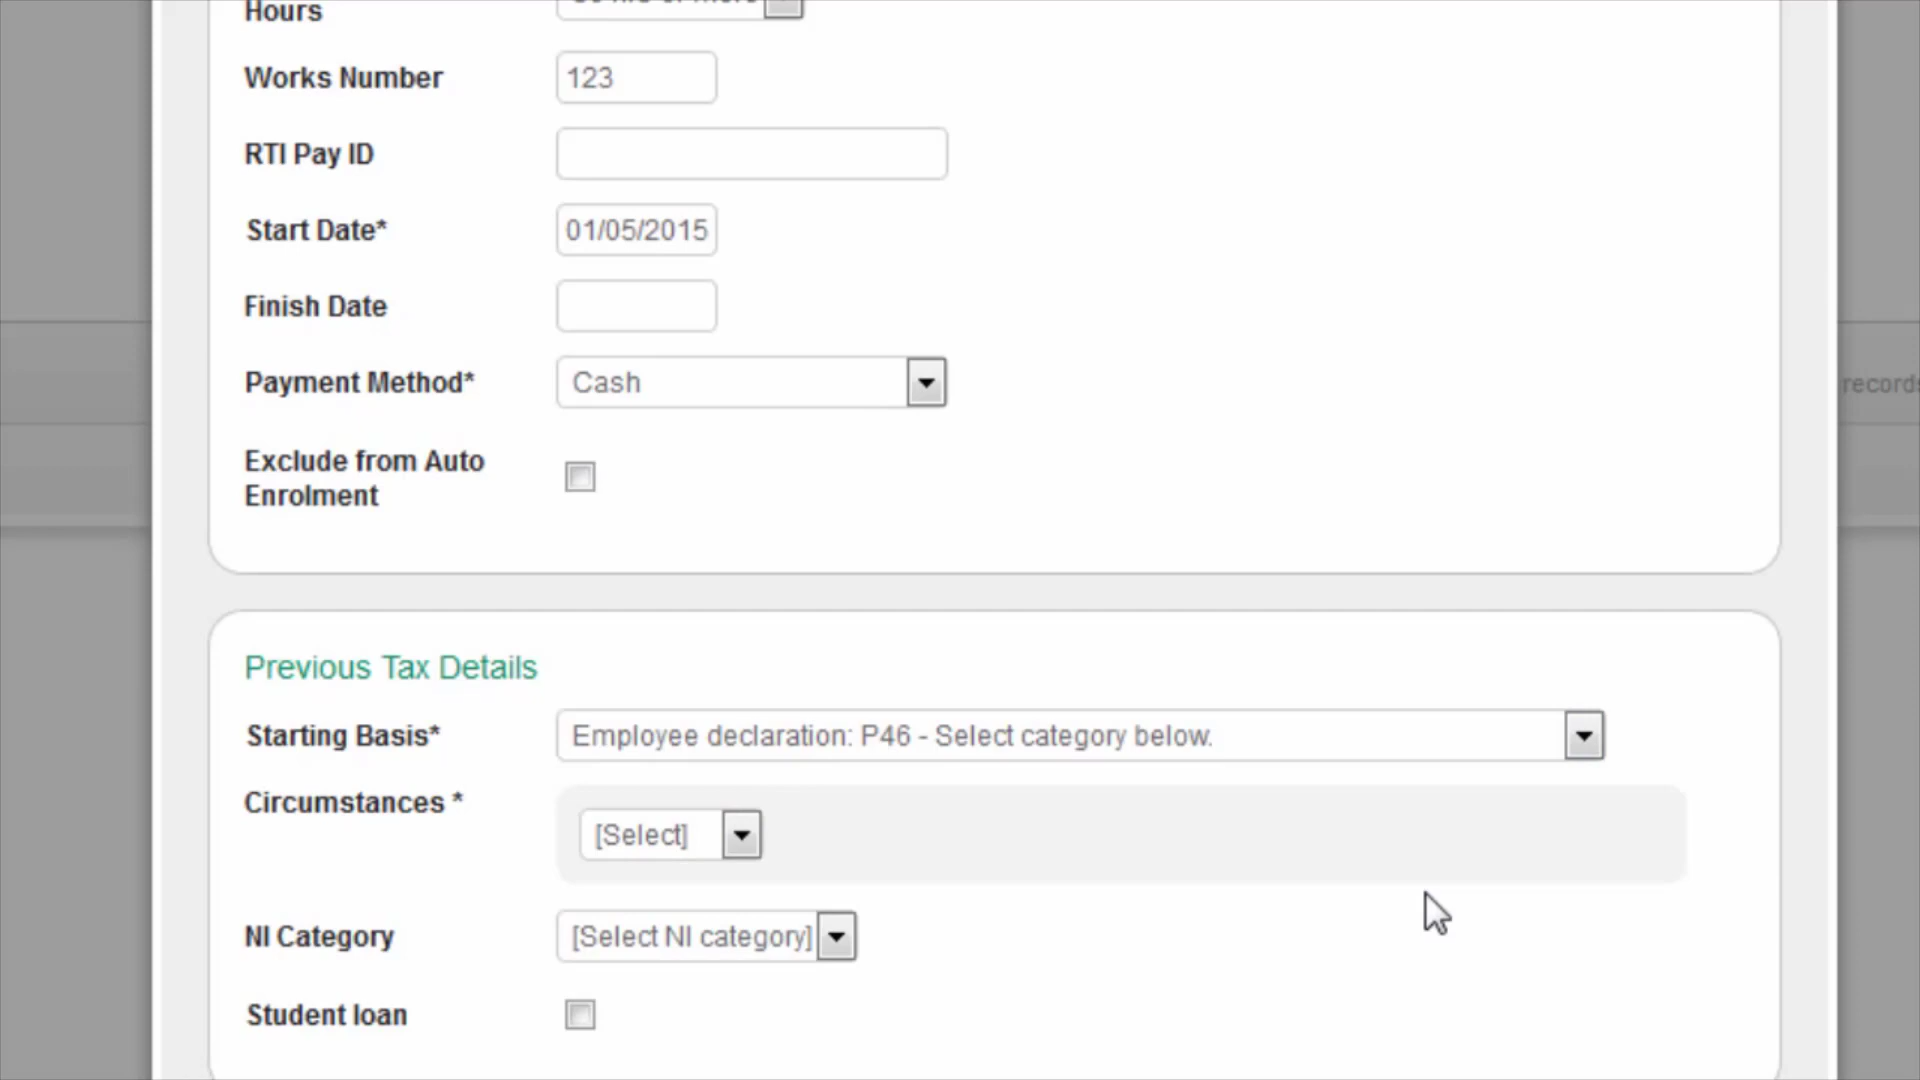 Hours
Works Number 123
RTI Pay ID
Start Date* 01/05/2015
Finish Date
Payment Method* Cash
Exclude from Auto
Enrolment
records
Previous Tax Details
Starting Basis* Employee declaration: P46 - Select category below.
Circumstances *
[Select]
NI Category [Select NI category]
Student loan